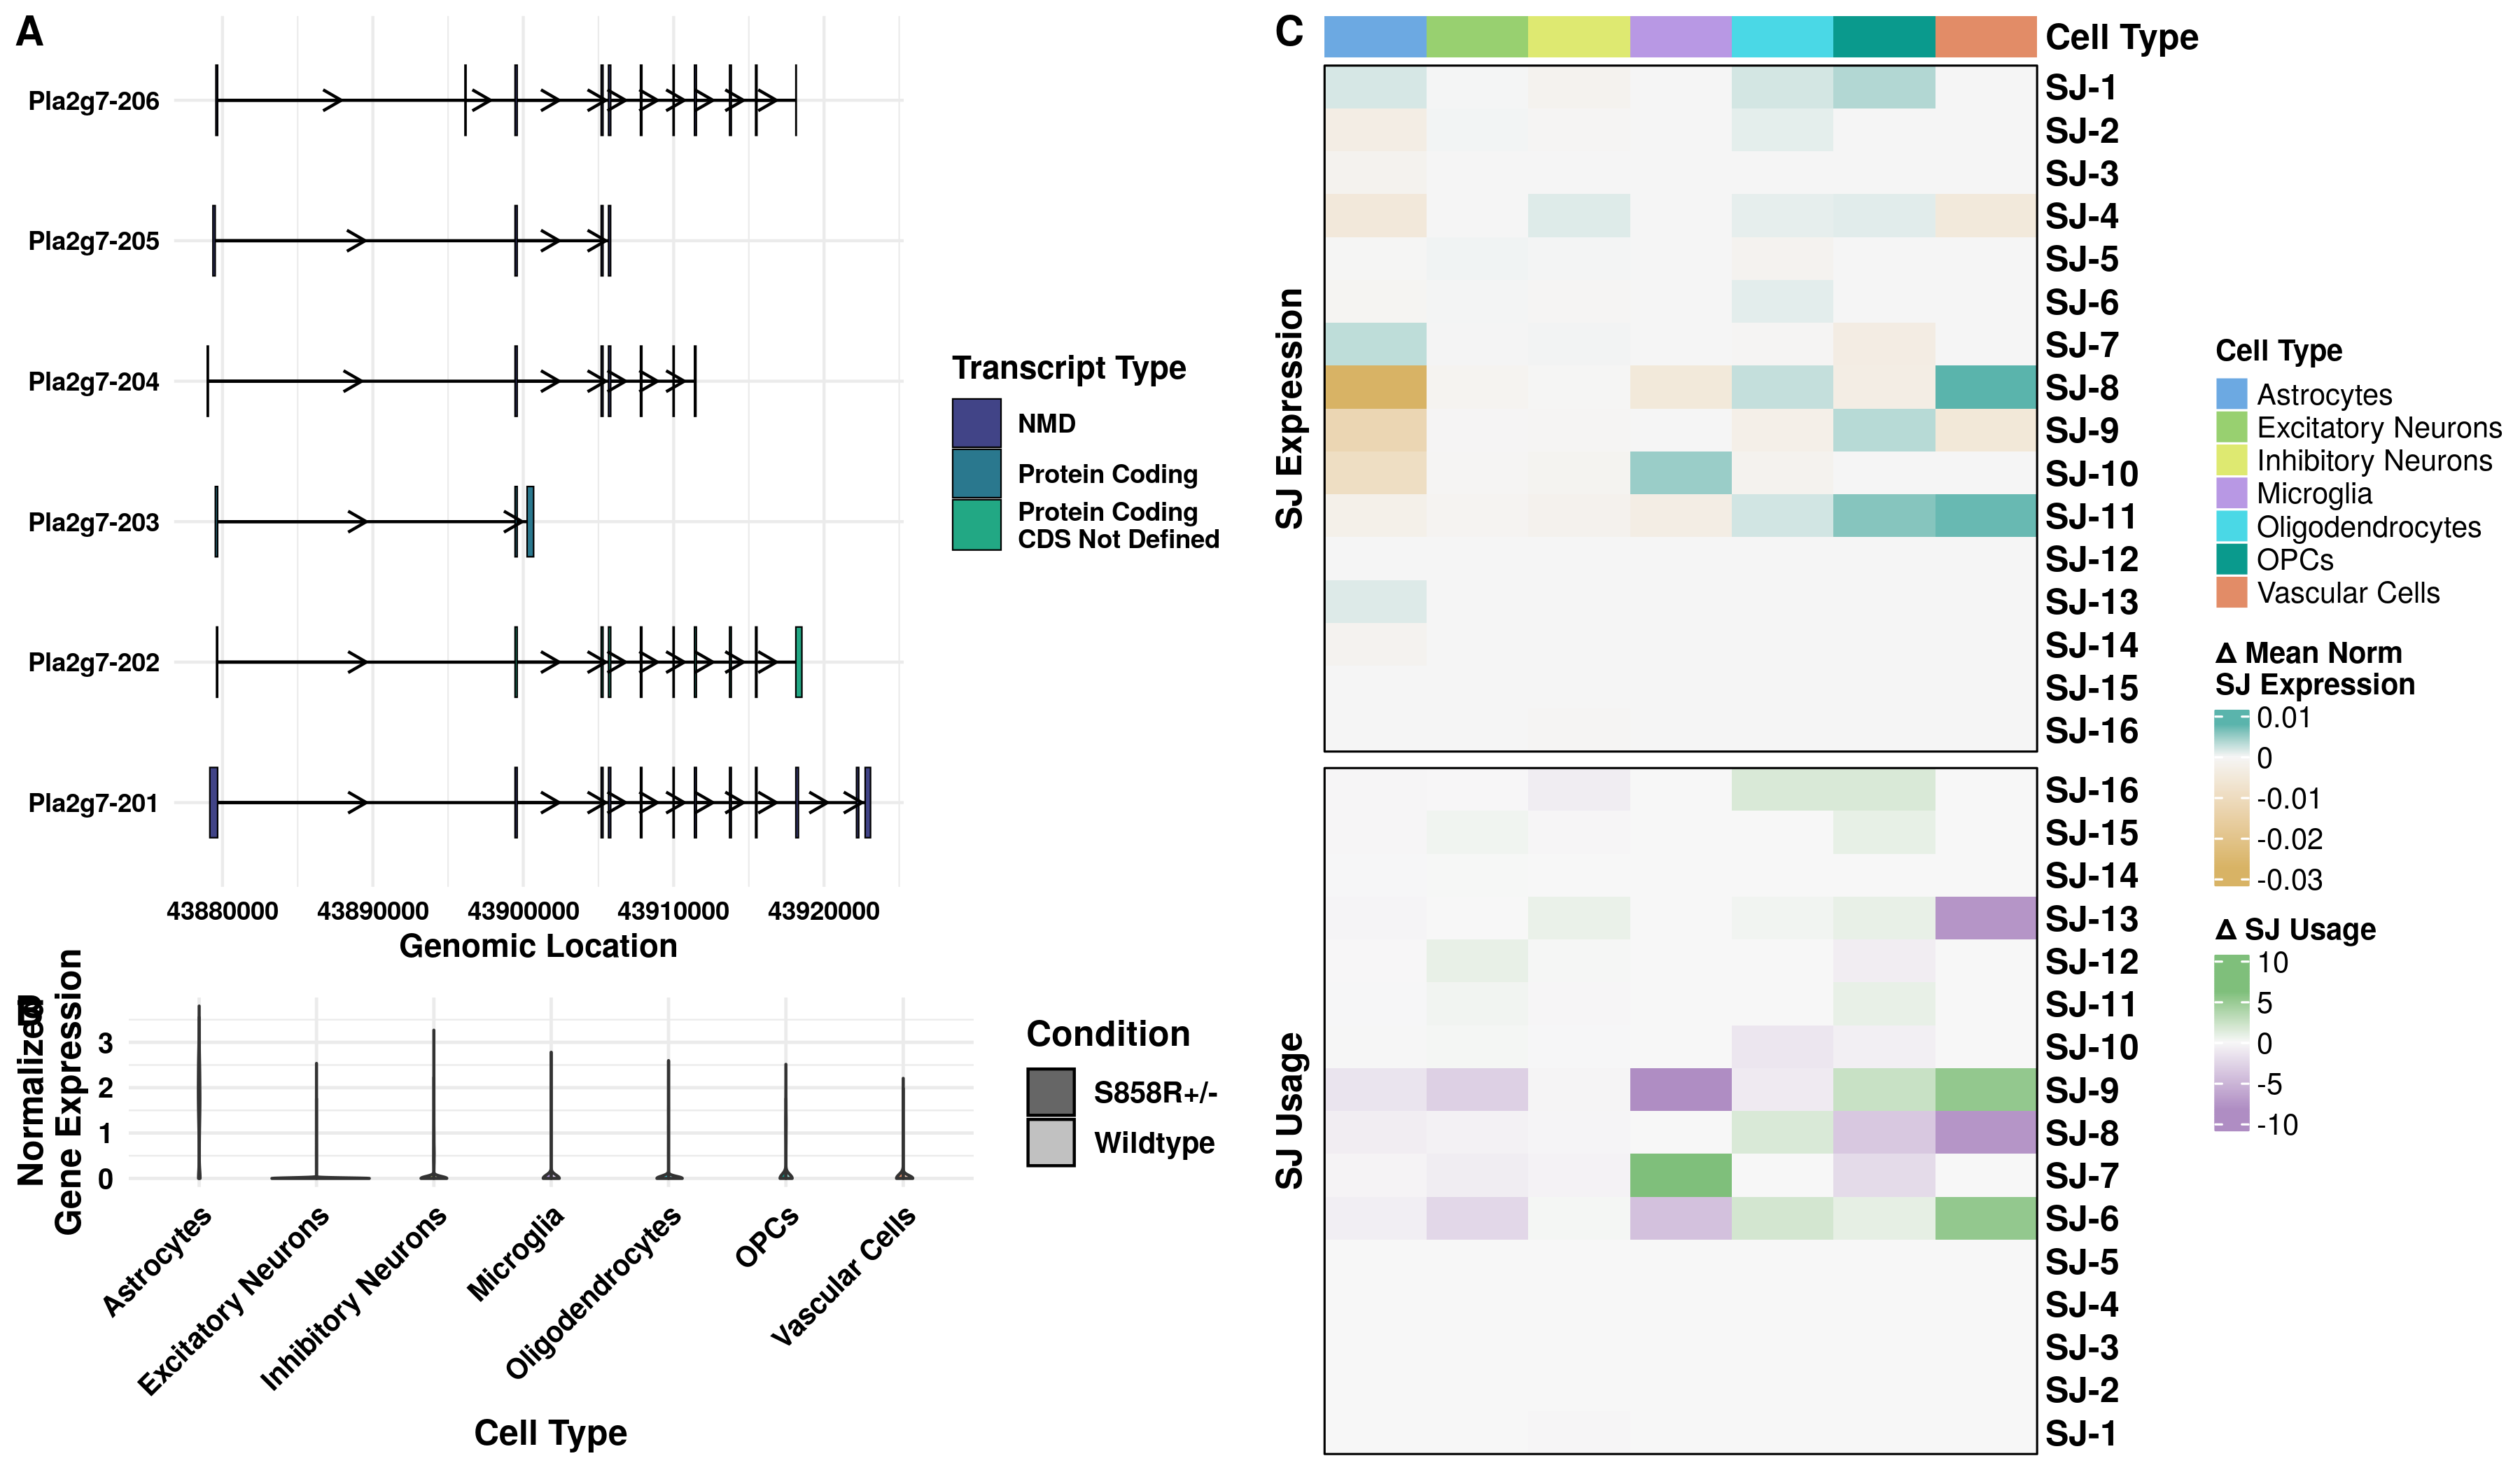 A
Pla2g7-206
Pla2g7-205
Pla2g7-204
Pla2g7-203
Pla2g7-202
Pla2g7-201
43880000 43890000 43900000 43910000 43920000
Genomic Location
Transcript Type
NMD
Protein Coding
Protein Coding
CDS Not Defined
Normalized
Gene Expression
3
2
1
0
Astrocytes
Excitatory Neurons
Inhibitory Neurons
Microglia
Oligodendrocytes
OPCs
Vascular Cells
Cell Type
Condition
S858R+/-
Wildtype
C
Cell Type
SJ Expression
SJ-1
SJ-2
SJ-3
SJ-4
SJ-5
SJ-6
SJ-7
SJ-8
SJ-9
SJ-10
SJ-11
SJ-12
SJ-13
SJ-14
SJ-15
SJ-16
SJ Usage
SJ-16
SJ-15
SJ-14
SJ-13
SJ-12
SJ-11
SJ-10
SJ-9
SJ-8
SJ-7
SJ-6
SJ-5
SJ-4
SJ-3
SJ-2
SJ-1
Cell Type
Astrocytes
Excitatory Neurons
Inhibitory Neurons
Microglia
Oligodendrocytes
OPCs
Vascular Cells
Δ Mean Norm
SJ Expression
0.01
0
-0.01
-0.02
-0.03
Δ SJ Usage
10
5
0
-5
-10